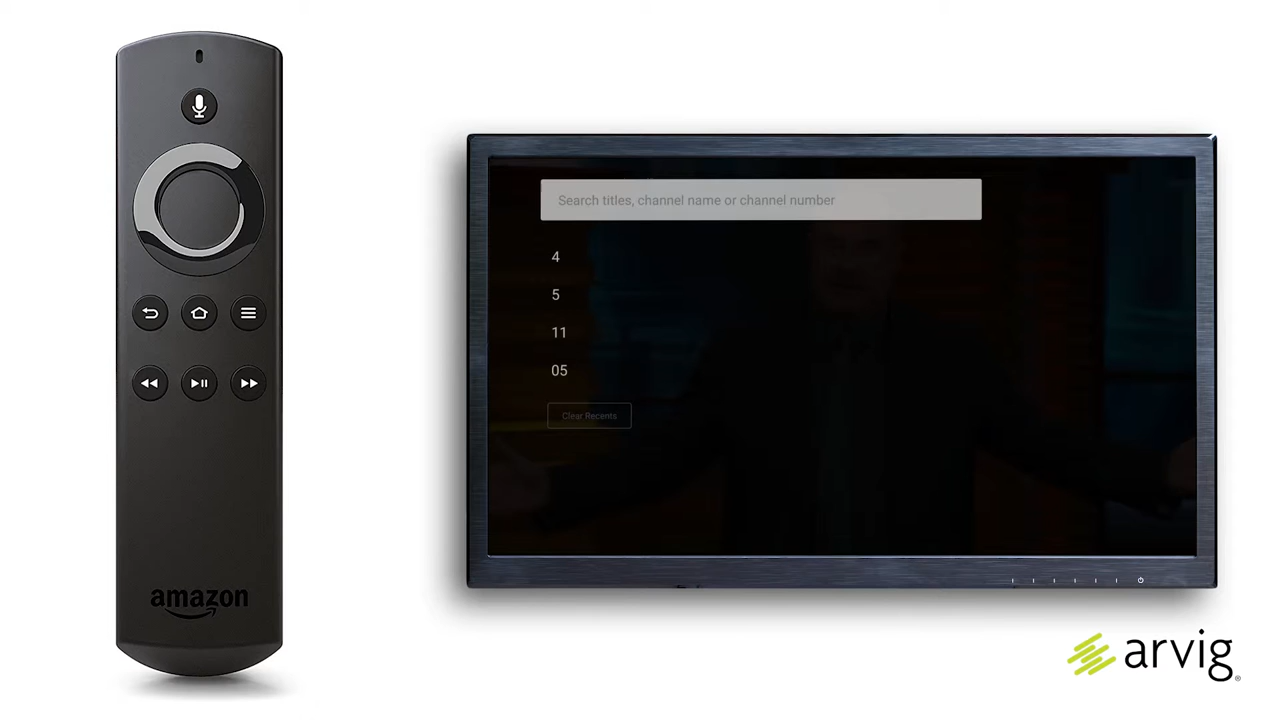 Search titles, channel name or channel number
4
5
11
05
Clear Recents
amazon
arvig®